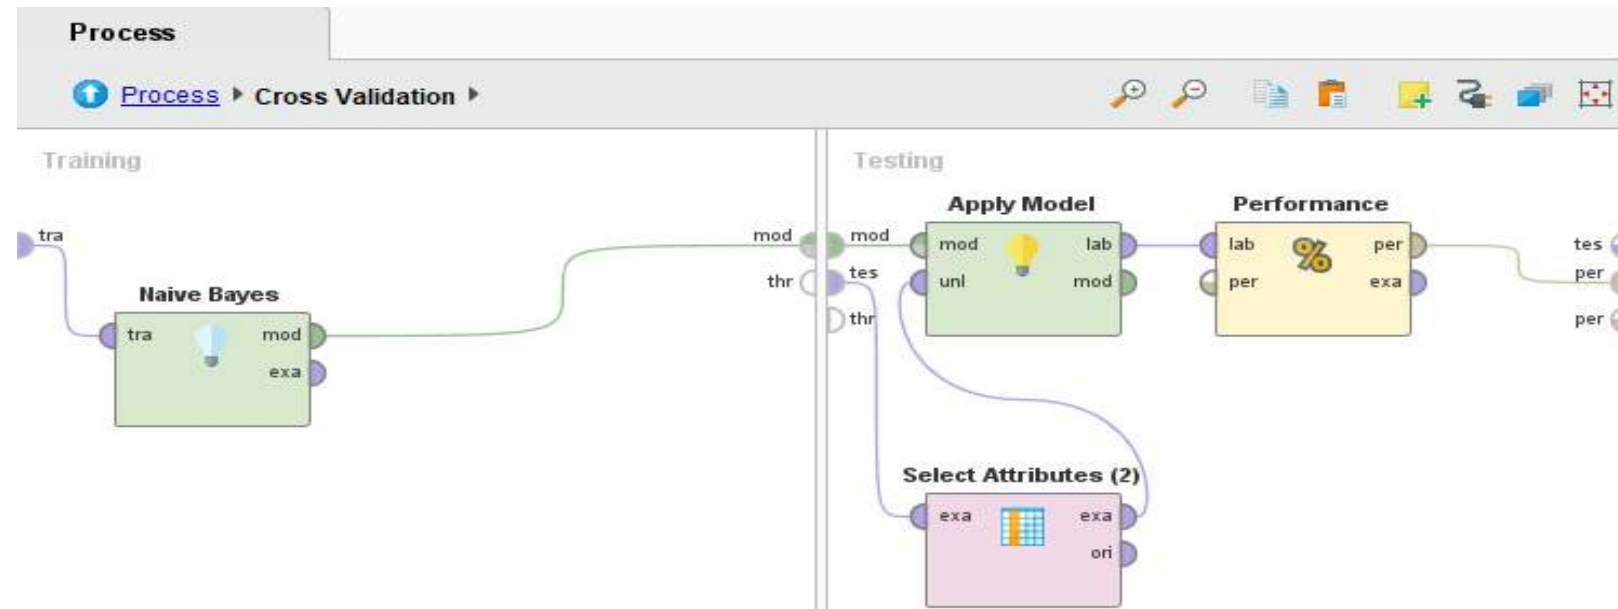 Process
Process Cross Validation
Training
tra
Naive Bayes
tra mod
exa
mod
thr
Testing
mod
tes
thr
Apply Model
mod lab
unl mod
Performance
lab per
per exa
tes
per
per
Select Attributes (2)
exa exa
ori